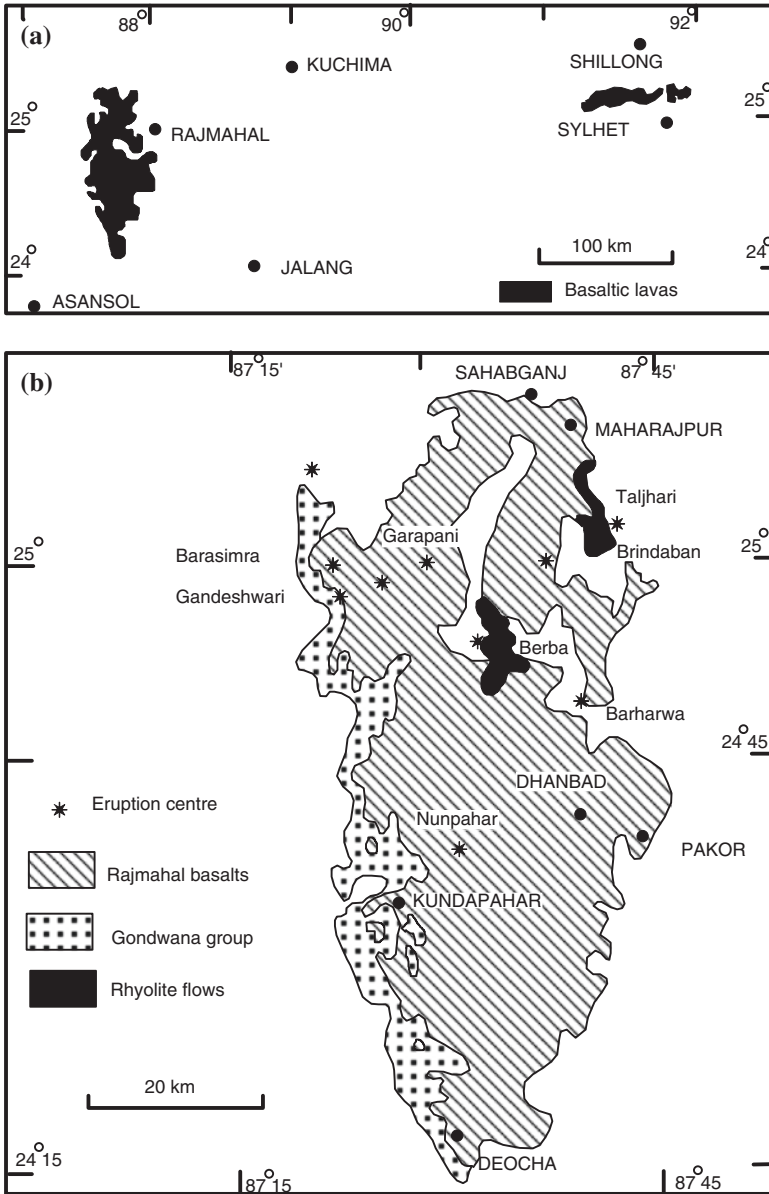 88°
90°
92°
(a)
KUCHIMA
SHILLONG
25°
RAJMAHAL
SYLHET
25°
100 km
24°
JALANG
24°
ASANSOL
Basaltic lavas
(b)
87°15'
SAHABGANJ
87°45'
MAHARAJPUR
Taljhari
25°
Barasimra
Garapani
Brindaban
25°
Gandeshwari
Berba
Barharwa
24°45
DHANBAD
Eruption centre
Nunpahar
PAKOR
Rajmahal basalts
KUNDAPAHAR
Gondwana group
Rhyolite flows
20 km
24°15
DEOCHA
87°15
87°45